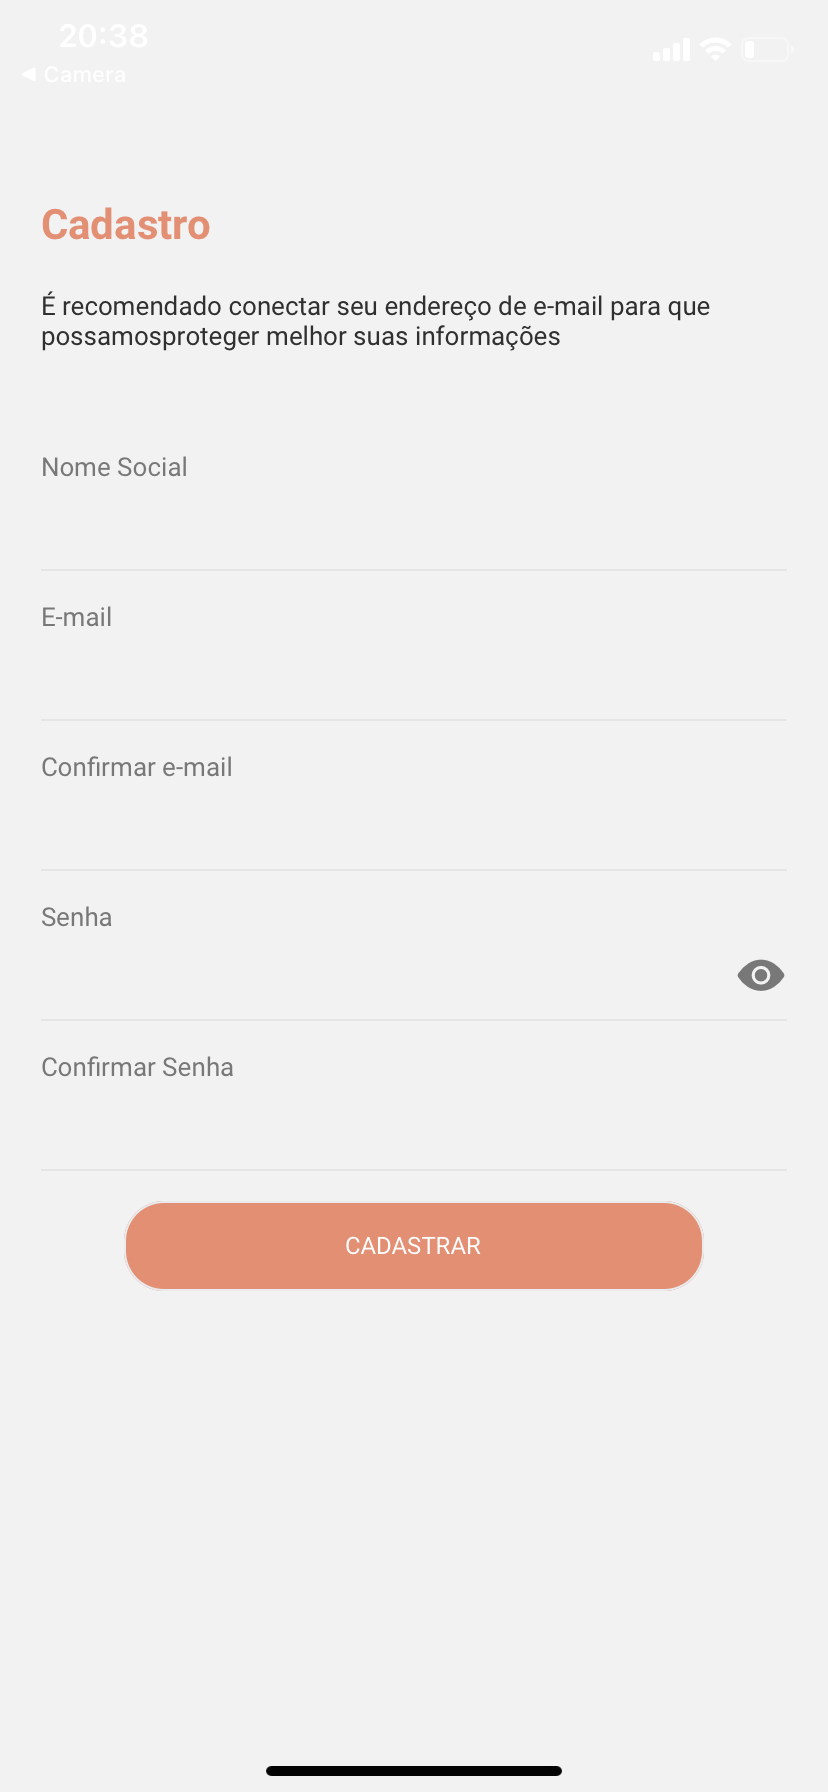 20:38
◀ Camera
Cadastro
É recomendado conectar seu endereço de e-mail para que
possamosproteger melhor suas informações
Nome Social
E-mail
Confirmar e-mail
Senha
Confirmar Senha
CADASTRAR